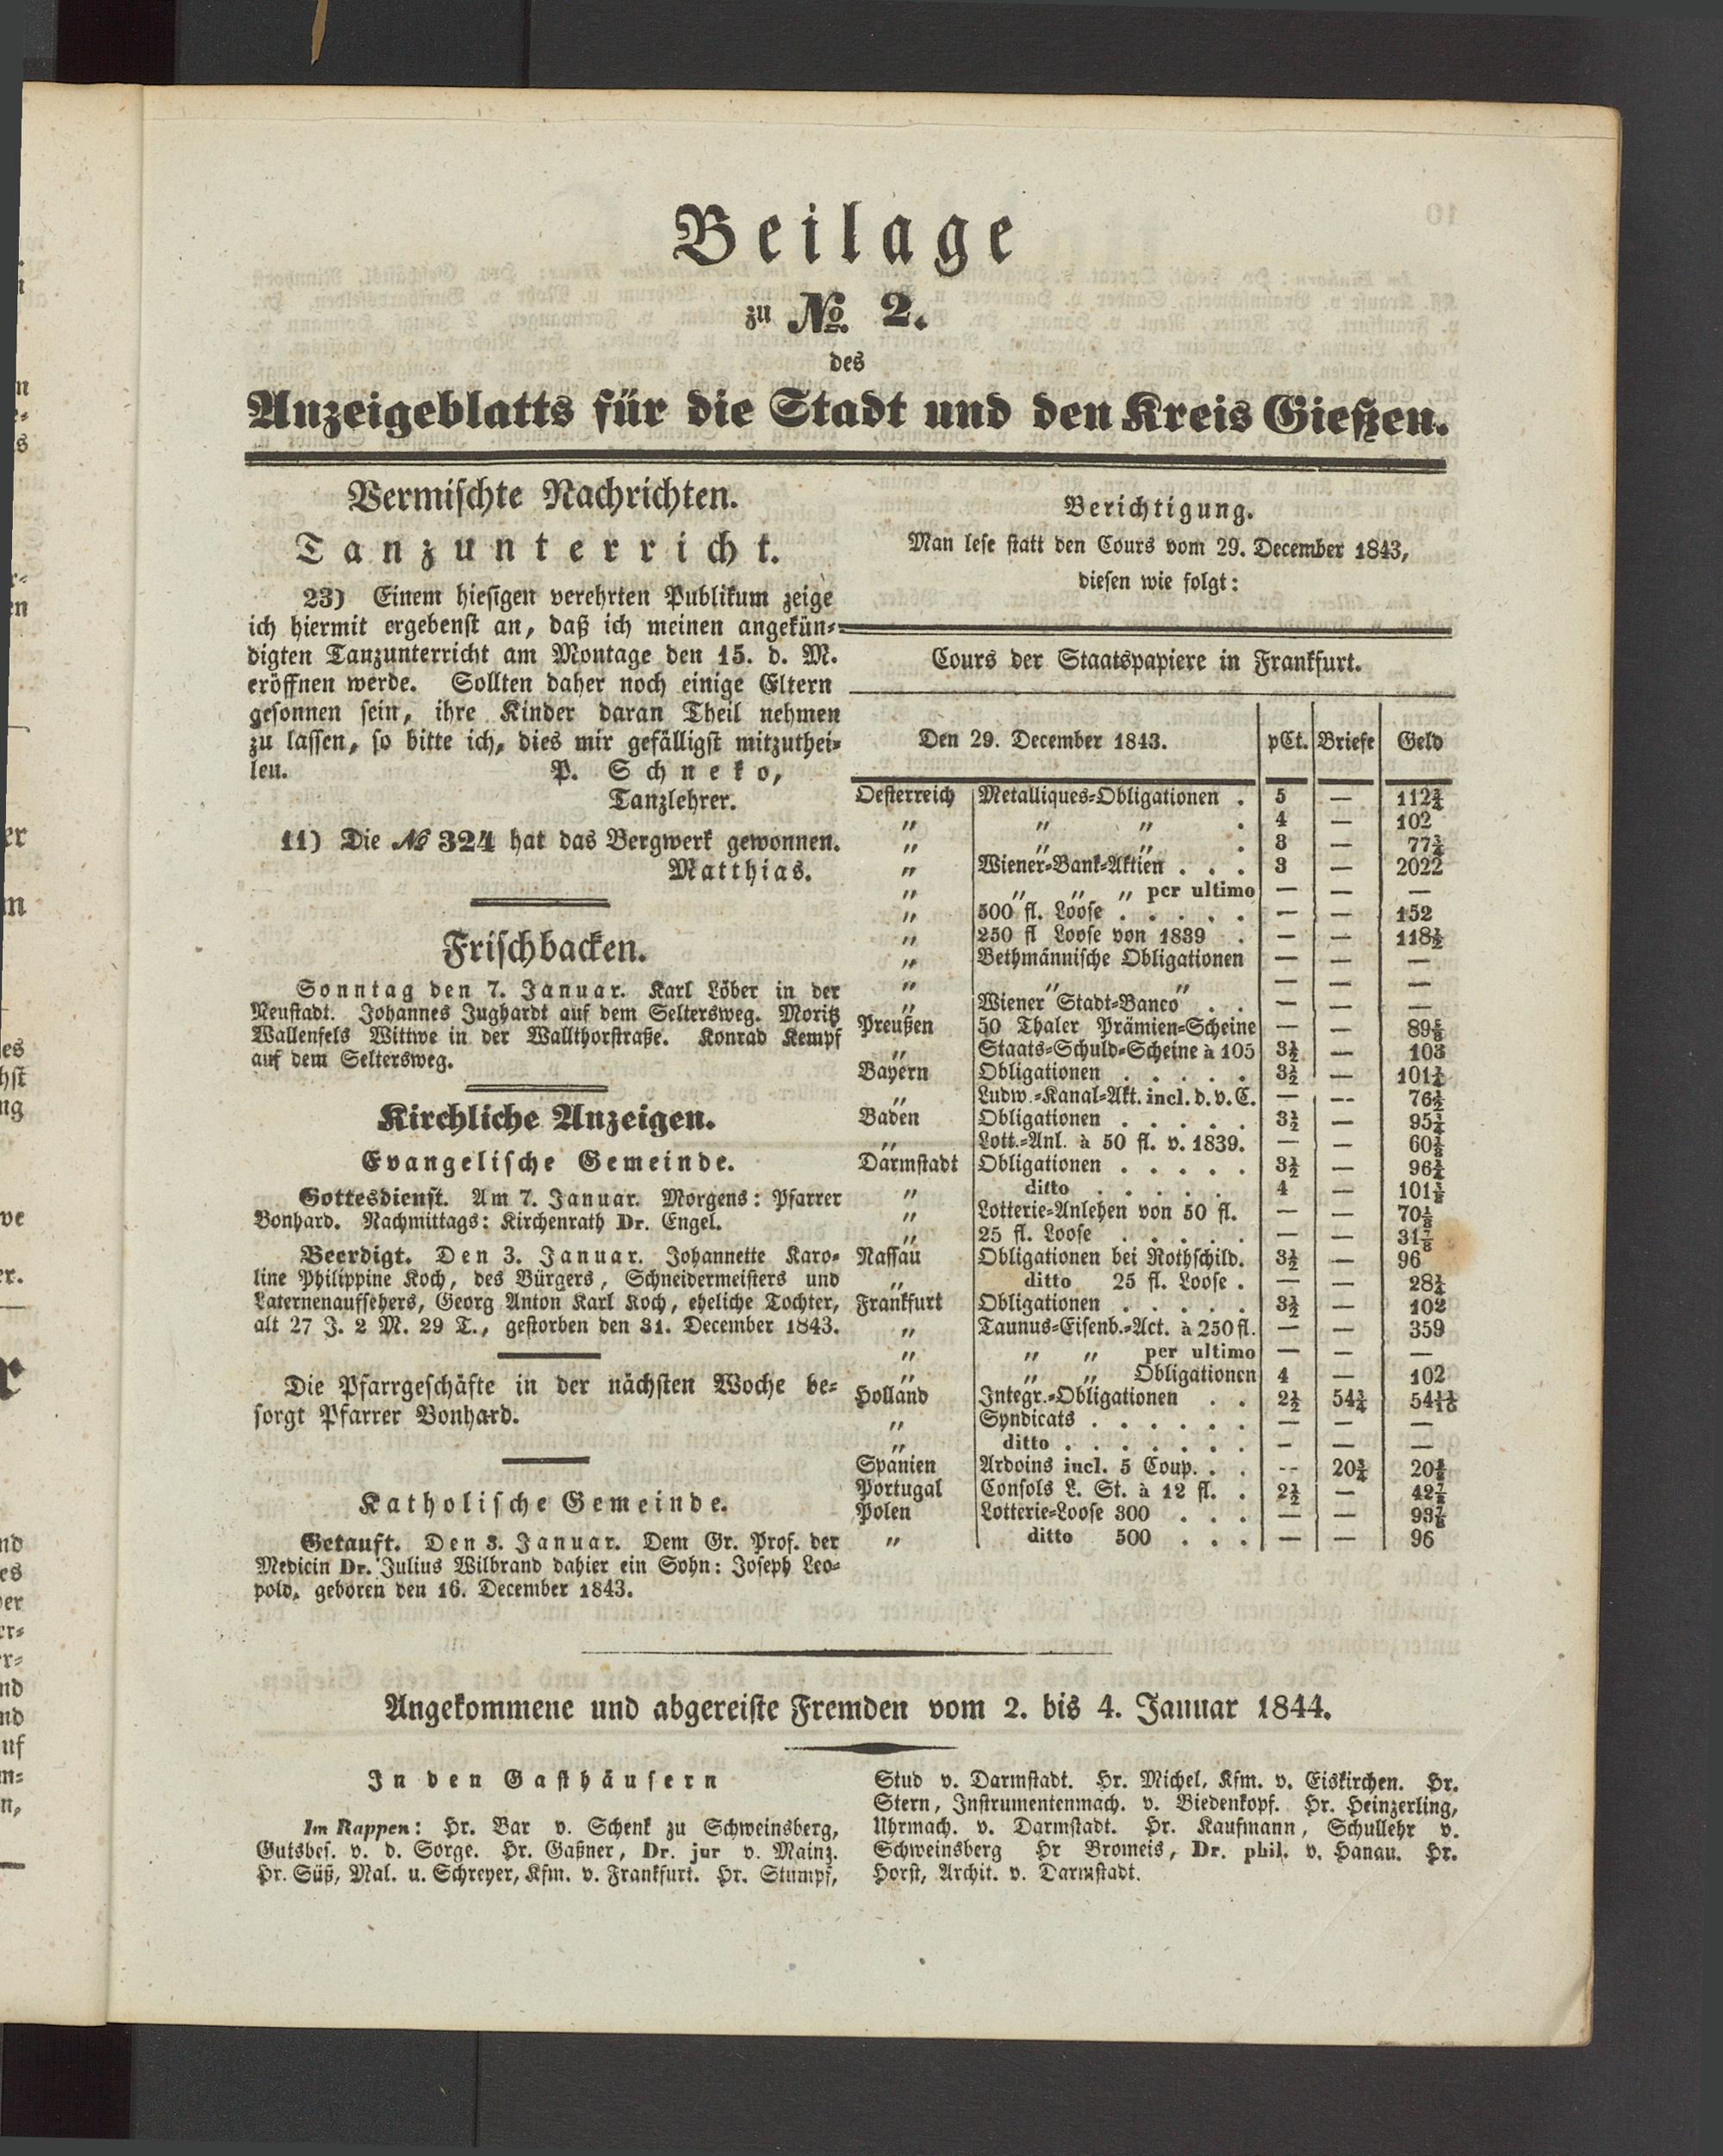 Beilage
zu No. 2.
des
Anzeigeblatts für die Stadt und den Kreis Gießen.
Vermischte Nachrichten.
Tanzunterricht.
23) Einem hiesigen verehrten Publikum zeige
ich hiermit ergebenst an, daß ich meinen angekün-
digten Tanzunterricht am Montage den 15. d. M.
eröffnen werde. Sollten daher noch einige Eltern
gesonnen sein, ihre Kinder daran Theil nehmen
zu lassen, so bitte ich, dies mir gefälligst mitzuthei-
len. P. Schneko,
Tanzlehrer.
11) Die No 324 hat das Bergwerk gewonnen.
Matthias.
Frischbacken.
Sonntag den 7. Januar. Karl Löber in der
Neustadt. Johannes Jughardt auf dem Seltersweg. Moritz
Wallenfels Wittwe in der Wallthorstraße. Konrad Kempf
auf dem Seltersweg.
Kirchliche Anzeigen.
Evangelische Gemeinde.
Gottesdienst. Am 7. Januar. Morgens: Pfarrer
Bonhard. Nachmittags: Kirchenrath Dr. Engel.
Beerdigt. Den 3. Januar. Johannette Karo-
line Philippine Koch, des Bürgers, Schneidermeisters und
Laternenaufsehers, Georg Anton Karl Koch, eheliche Tochter,
alt 27 J. 2 M. 29 T., gestorben den 31. December 1843.
Die Pfarrgeschäfte in der nächsten Woche be-
sorgt Pfarrer Bonhard.
Katholische Gemeinde.
Getauft. Den 3. Januar. Dem Gr. Prof. der
Medicin Dr. Julius Wilbrand dahier ein Sohn: Joseph Leo-
pold, geboren den 16. December 1843.
Berichtigung.
Man lese statt den Cours vom 29. December 1843,
diesen wie folgt:
Cours der Staatspapiere in Frankfurt.
Den 29. December 1843. pCt. Briefe Geld
Oesterreich Metalliques-Obligationen . 5 — 112¾
" " " . 4 — 102
" " " . 3 — 77¾
" Wiener-Bank-Aktien . . . 3 — 2022
" " " " per ultimo — — —
" 500 fl. Loose . . . . . — — 152
" 250 fl Loose von 1839 . — — 118½
" Bethmännische Obligationen — — —
" " " — — —
" Wiener Stadt-Banco . . — — —
Preußen 50 Thaler Prämien-Scheine — — 89⅝
" Staats-Schuld-Scheine à 105 3½ — 103
Bayern Obligationen . . . . . 3½ — 101¼
" Ludw.-Kanal-Akt. incl. d. v. C. — — 76½
Baden Obligationen . . . . . 3½ — 95¼
" Lott.-Anl. à 50 fl. v. 1839. — — 60⅜
Darmstadt Obligationen . . . . . 3½ — 96¼
" ditto . . . . . 4 — 101⅜
" Lotterie-Anlehen von 50 fl. — — 70⅛
" 25 fl. Loose . . . . . — — 31⅞
Nassau Obligationen bei Rothschild. 3½ — 96
" ditto 25 fl. Loose . — — 28¼
Frankfurt Obligationen . . . . . 3½ — 102
" Taunus-Eisenb.-Act. à 250 fl. — — 359
" " " per ultimo — — —
" " " Obligationen 4 — 102
Holland Integr.-Obligationen . . 2½ 54¾ 54 11/16
" Syndicats . . . . . . — — —
" ditto . . . . . . . — — —
Spanien Ardoins incl. 5 Coup. . . -- 20¾ 20⅝
Portugal Consols L. St. à 12 fl. . 2½ — 42⅞
Polen Lotterie-Loose 300 . . . — — 93⅞
" ditto 500 . . . — — 96
Angekommene und abgereiste Fremden vom 2. bis 4. Januar 1844.
In den Gasthäusern
Im Rappen: Hr. Bar v. Schenk zu Schweinsberg,
Gutsbes. v. d. Sorge. Hr. Gaßner, Dr. jur v. Mainz.
Hr. Süß, Mal. u. Schreyer, Kfm. v. Frankfurt. Hr. Stumpf,
Stud v. Darmstadt. Hr. Michel, Kfm. v. Eiskirchen. Hr.
Stern, Instrumentenmach. v. Biedenkopf. Hr. Heinzerling,
Uhrmach. v. Darmstadt. Hr. Kaufmann, Schullehr v.
Schweinsberg Hr Bromeis, Dr. phil. v. Hanau. Hr.
Horst, Archit. v. Darmstadt.